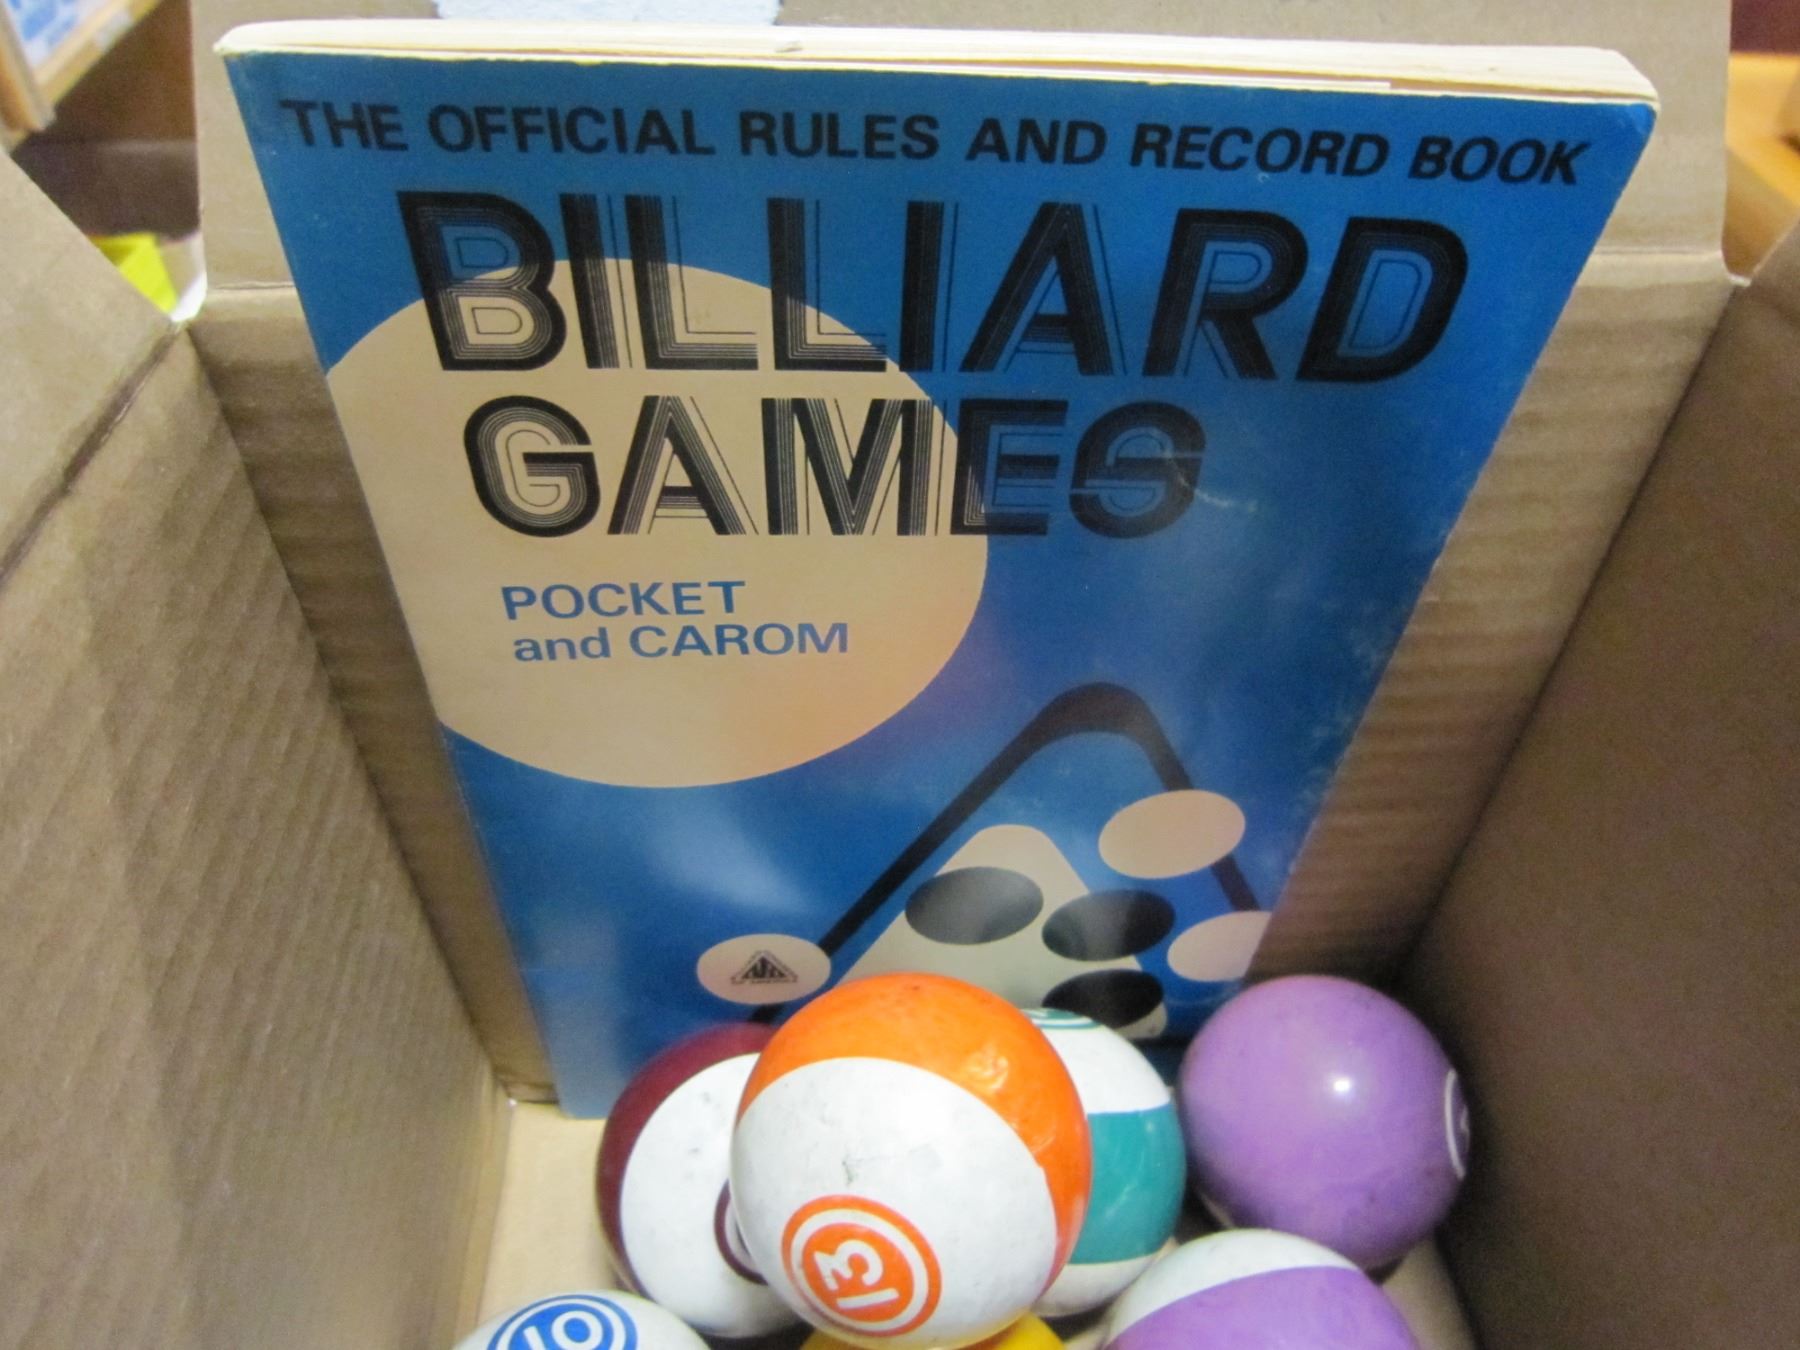 THE OFFICIAL RULES AND RECORD BOOK
BILLIARD
GAMES
POCKET
and CAROM
13
10